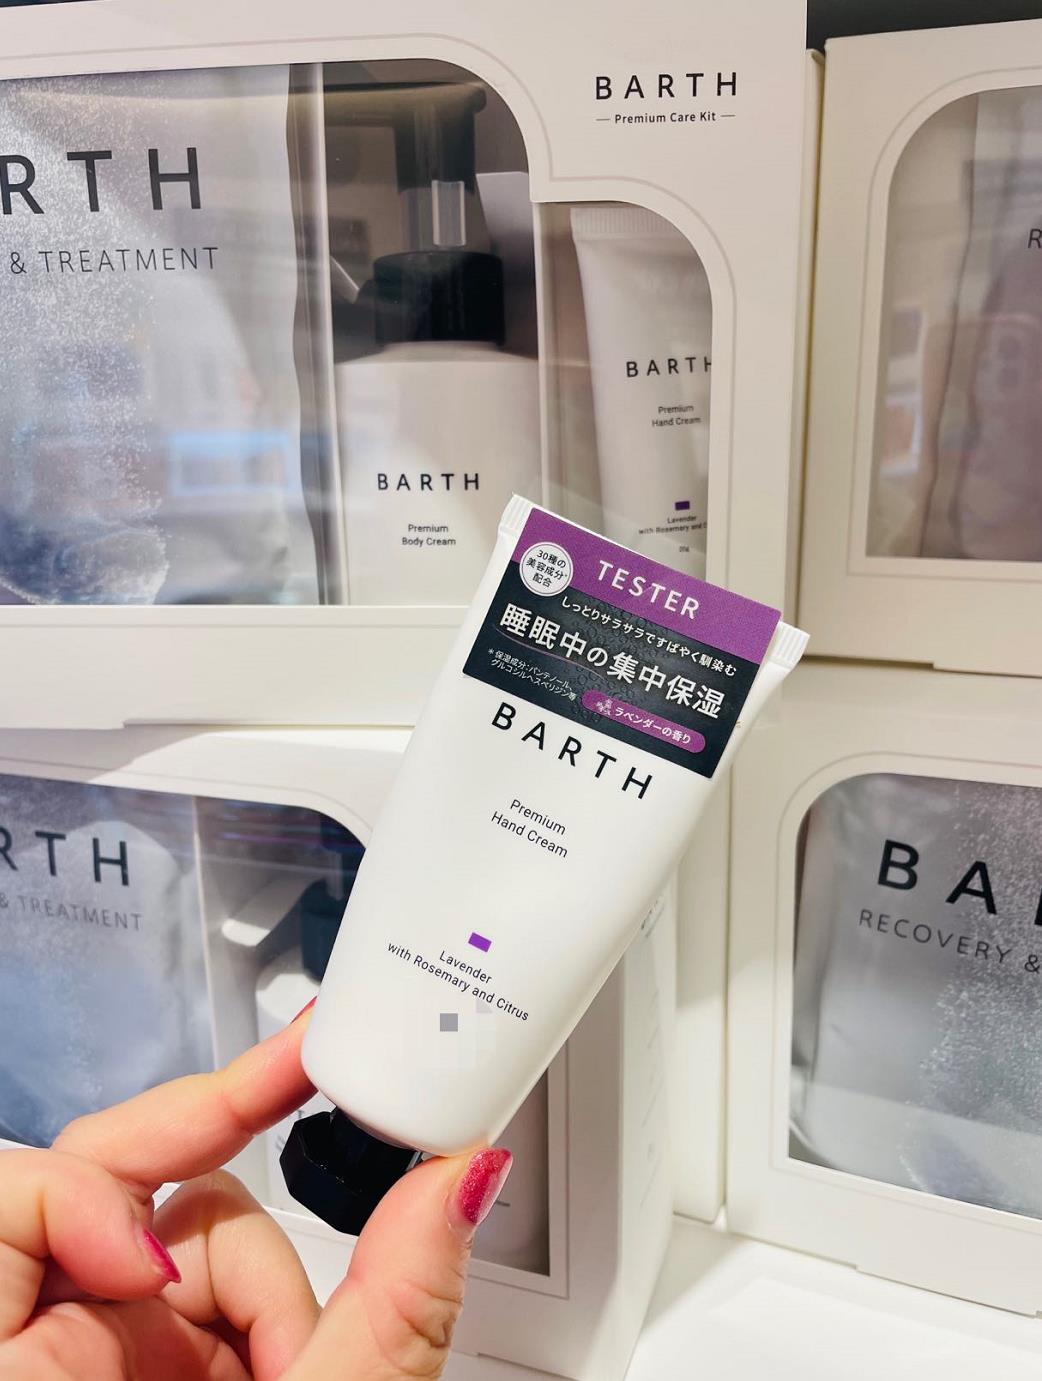 BARTH
Premium Care Kit
RTH
& TREATMENT
BARTH
Premium
Body Cream
BARTH
Premium
Hand Cream
Lavender
with Rosemary and C
20g
R
TESTER
30種の
美容成分*
配合
しっとりサラサラですばやく馴染む
睡眠中の集中保湿
*保湿成分:パンテノール、
グルコシルヘスペリジン等
ラベンダーの香り
BARTH
Premium
Hand Cream
Lavender
with Rosemary and Citrus
RTH
& TREATMENT
BA
RECOVERY &